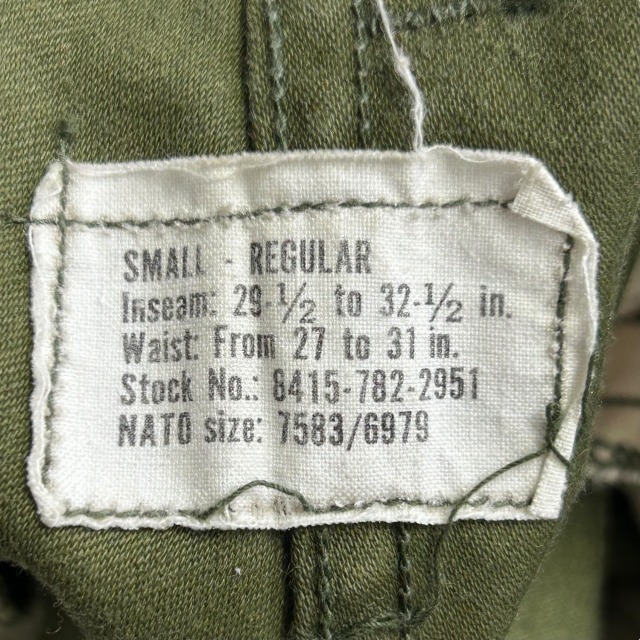 SMALL - REGULAR
Inseam: 29-1/2 to 32-1/2 in.
Waist: From 27 to 31 in.
Stock No.: 8415-782-2951
NATO size: 7583/6979